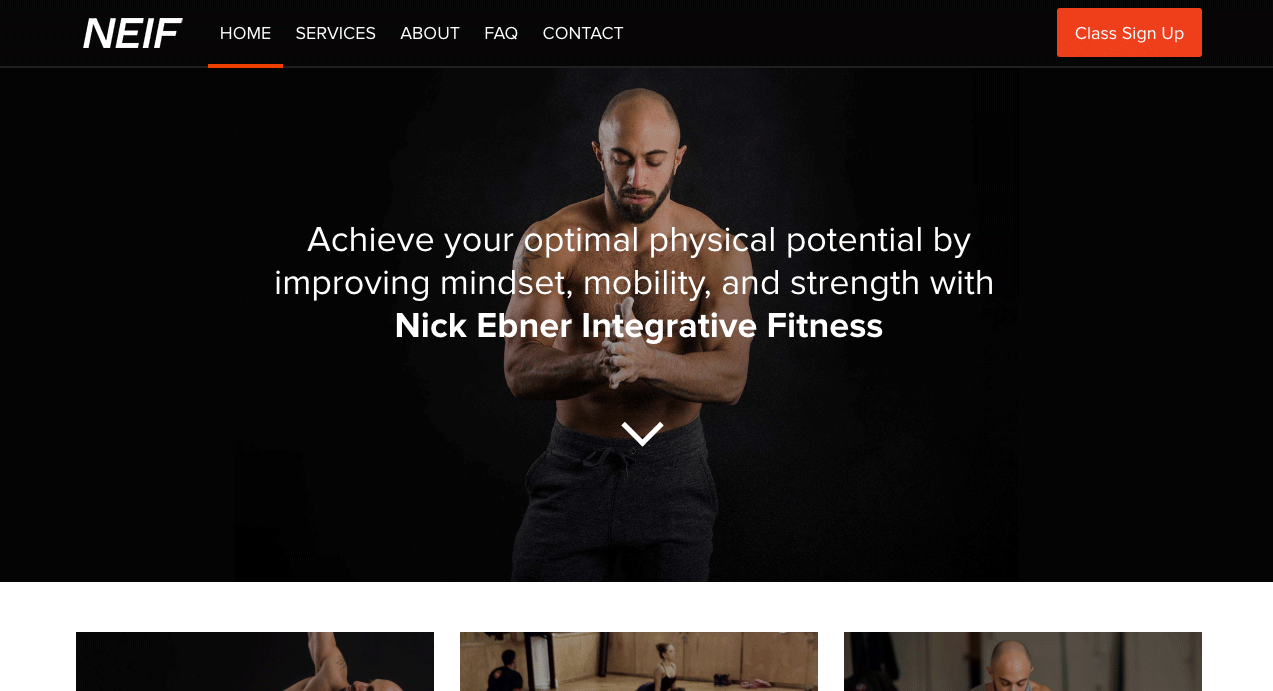 NEIF
HOME SERVICES ABOUT FAQ CONTACT
Class Sign Up
Achieve your optimal physical potential by
improving mindset, mobility, and strength with
Nick Ebner Integrative Fitness